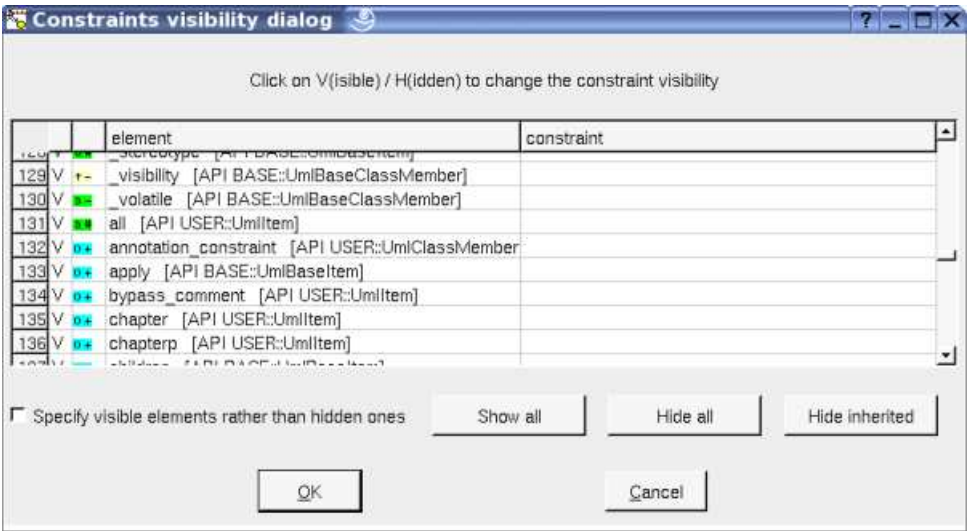 Constraints visibility dialog
Click on V(isible) / H(idden) to change the constraint visibility
element constraint
129 V _visibility [API BASE::UmlBaseClassMember]
130 V _volatile [API BASE::UmlBaseClassMember]
131 V all [API USER::UmlItem]
132 V annotation_constraint [API USER::UmlClassMember
133 V apply [API BASE::UmlBaseItem]
134 V bypass_comment [API USER::UmlItem]
135 V chapter [API USER::UmlItem]
136 V chapterp [API USER::UmlItem]
Specify visible elements rather than hidden ones Show all Hide all Hide inherited
OK Cancel